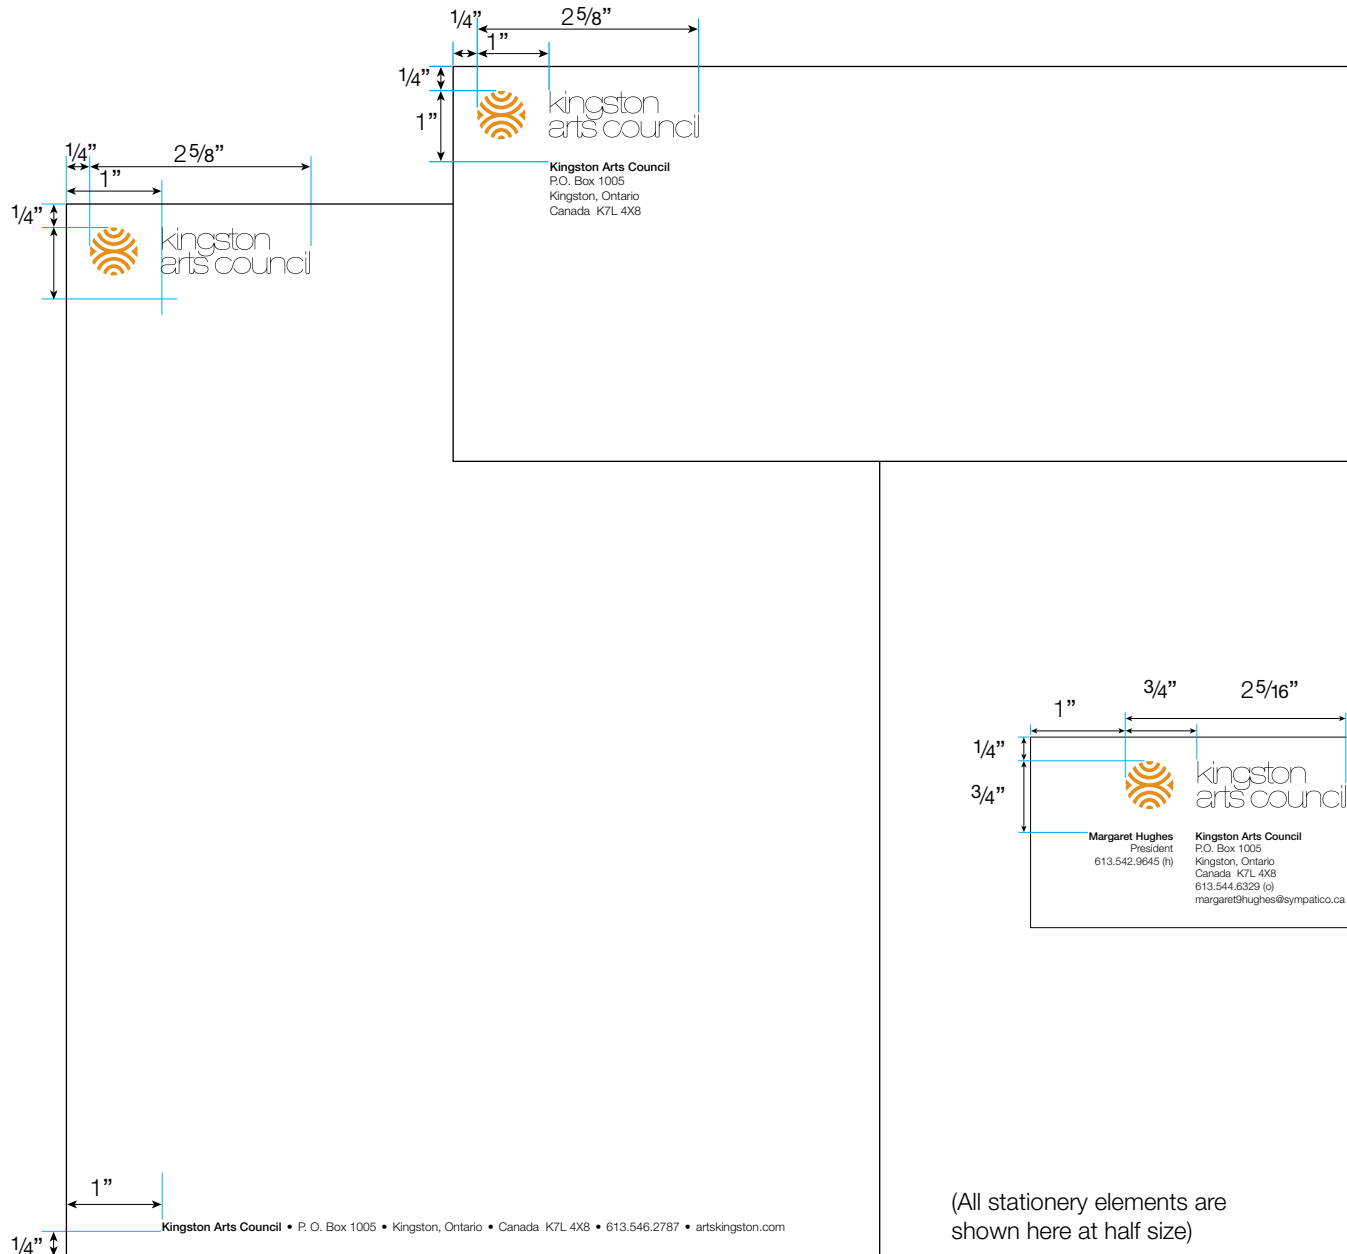 1/4” 2 5/8”
1”
1/4”
1”
kingston
arts council
Kingston Arts Council
P.O. Box 1005
Kingston, Ontario
Canada K7L 4X8
1/4” 2 5/8”
1”
1/4”
kingston
arts council
3/4” 2 5/16”
1”
1/4”
3/4”
kingston
arts council
Margaret Hughes
President
613.542.9645 (h)
Kingston Arts Council
P.O. Box 1005
Kingston, Ontario
Canada K7L 4X8
613.544.6329 (o)
margaret9hughes@sympatico.ca
1”
1/4”
Kingston Arts Council • P. O. Box 1005 • Kingston, Ontario • Canada K7L 4X8 • 613.546.2787 • artskingston.com
(All stationery elements are
shown here at half size)